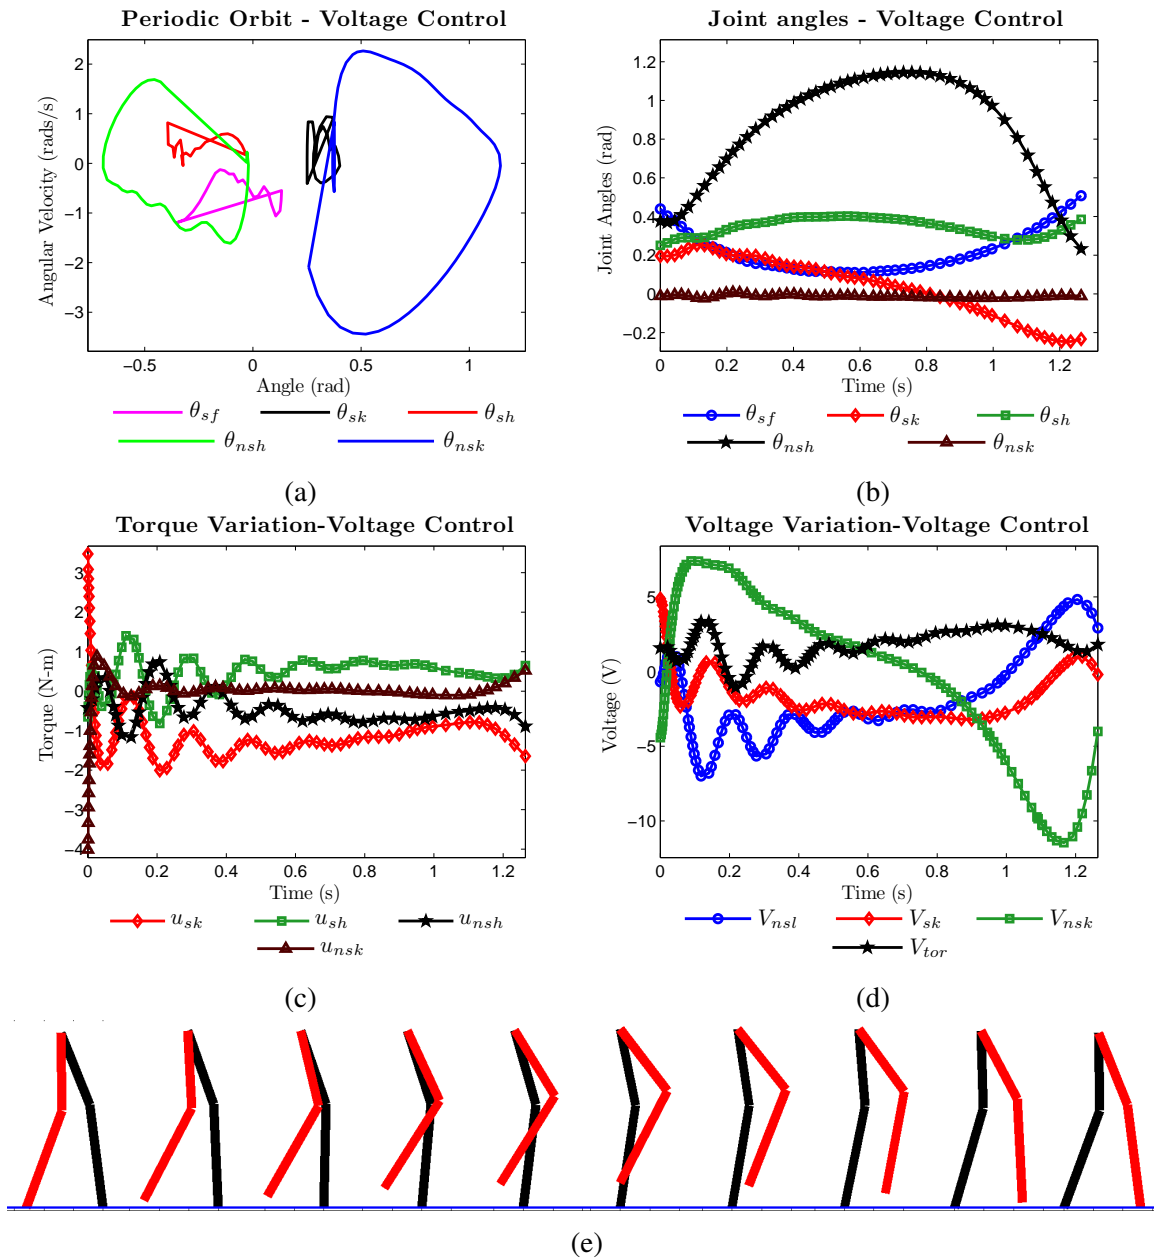 Periodic Orbit - Voltage Control
Angular Velocity (rads/s)
2
1
0
−1
−2
−3
−0.5
0
0.5
1
Angle (rad)
θsf
θsk
θsh
θnsh
θnsk
(a)
Joint angles - Voltage Control
Joint Angles (rad)
1.2
1
0.8
0.6
0.4
0.2
0
−0.2
0
0.2
0.4
0.6
0.8
1
1.2
Time (s)
θsf
θsk
θsh
θnsh
θnsk
(b)
Torque Variation-Voltage Control
Torque (N-m)
3
2
1
0
−1
−2
−3
−4
0
0.2
0.4
0.6
0.8
1
1.2
Time (s)
usk
ush
unsh
unsk
(c)
Voltage Variation-Voltage Control
Voltage (V)
5
0
−5
−10
0
0.2
0.4
0.6
0.8
1
1.2
Time (s)
Vnsl
Vsk
Vnsk
Vtor
(d)
(e)